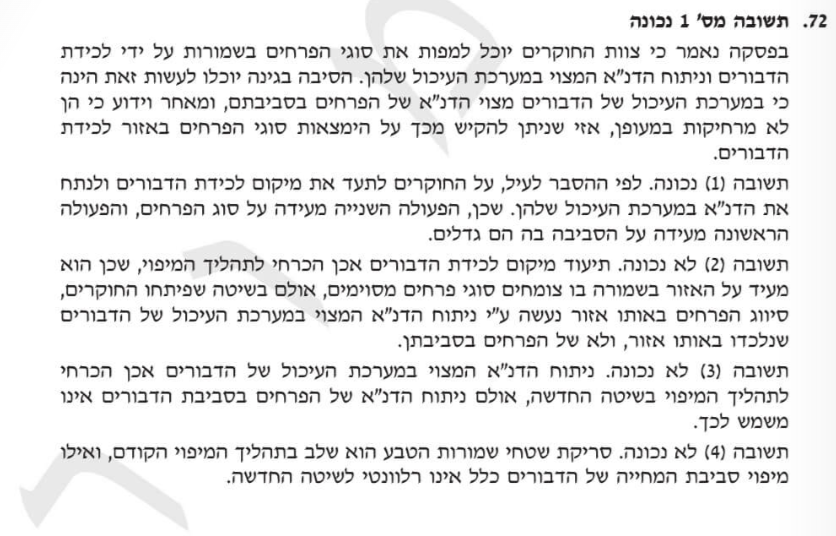 72. תשובה מס' 1 נכונה
בפסקה נאמר כי צוות החוקרים יוכל למפות את סוגי הפרחים בשמורות על ידי לכידת
הדבורים וניתוח הדנ"א המצוי במערכת העיכול שלהן. הסיבה בגינה יוכלו לעשות זאת הינה
כי במערכת העיכול של הדבורים מצוי הדנ"א של הפרחים בסביבתם, ומאחר וידוע כי הן
לא מרחיקות במעופן, אזי שניתן להקיש מכך על הימצאות סוגי הפרחים באזור לכידת
הדבורים.
תשובה (1) נכונה. לפי ההסבר לעיל, על החוקרים לתעד את מיקום לכידת הדבורים ולנתח
את הדנ"א במערכת העיכול שלהן. שכן, הפעולה השנייה מעידה על סוג הפרחים, והפעולה
הראשונה מעידה על הסביבה בה הם גדלים.
תשובה (2) לא נכונה. תיעוד מיקום לכידת הדבורים אכן הכרחי לתהליך המיפוי, שכן הוא
מעיד על האזור בשמורה בו צומחים סוגי פרחים מסוימים, אולם בשיטה שפיתחו החוקרים,
סיווג הפרחים באותו אזור נעשה ע"י ניתוח הדנ"א המצוי במערכת העיכול של הדבורים
שנלכדו באותו אזור, ולא של הפרחים בסביבתן.
תשובה (3) לא נכונה. ניתוח הדנ"א המצוי במערכת העיכול של הדבורים אכן הכרחי
לתהליך המיפוי בשיטה החדשה, אולם ניתוח הדנ"א של הפרחים בסביבת הדבורים אינו
משמש לכך.
תשובה (4) לא נכונה. סריקת שטחי שמורות הטבע הוא שלב בתהליך המיפוי הקודם, ואילו
מיפוי סביבת המחייה של הדבורים כלל אינו רלוונטי לשיטה החדשה.